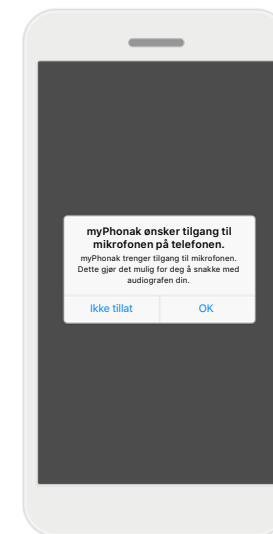 myPhonak ønsker tilgang til
mikrofonen på telefonen.
myPhonak trenger tilgang til mikrofonen.
Dette gjør det mulig for deg å snakke med
audiografen din.
Ikke tillat
OK